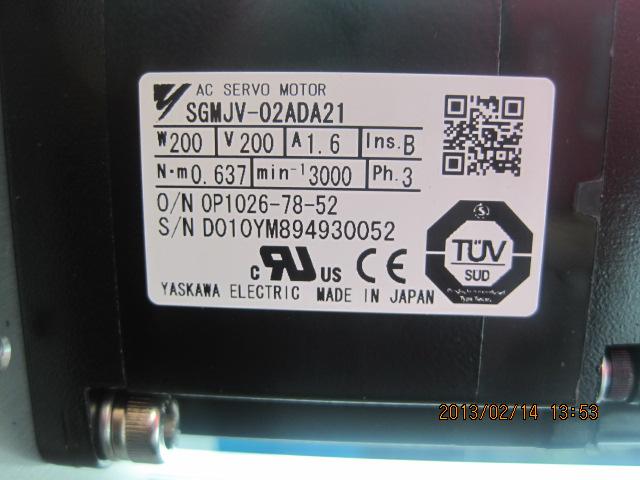 AC SERVO MOTOR
SGMJV-02ADA21
W 200 V 200 A 1.6 Ins. B
N·m 0.637 min⁻¹ 3000 Ph. 3
O/N 0P1026-78-52
S/N D010YM894930052
c RU US CE
TÜV
SUD
YASKAWA ELECTRIC MADE IN JAPAN
2013/02/14 13:53